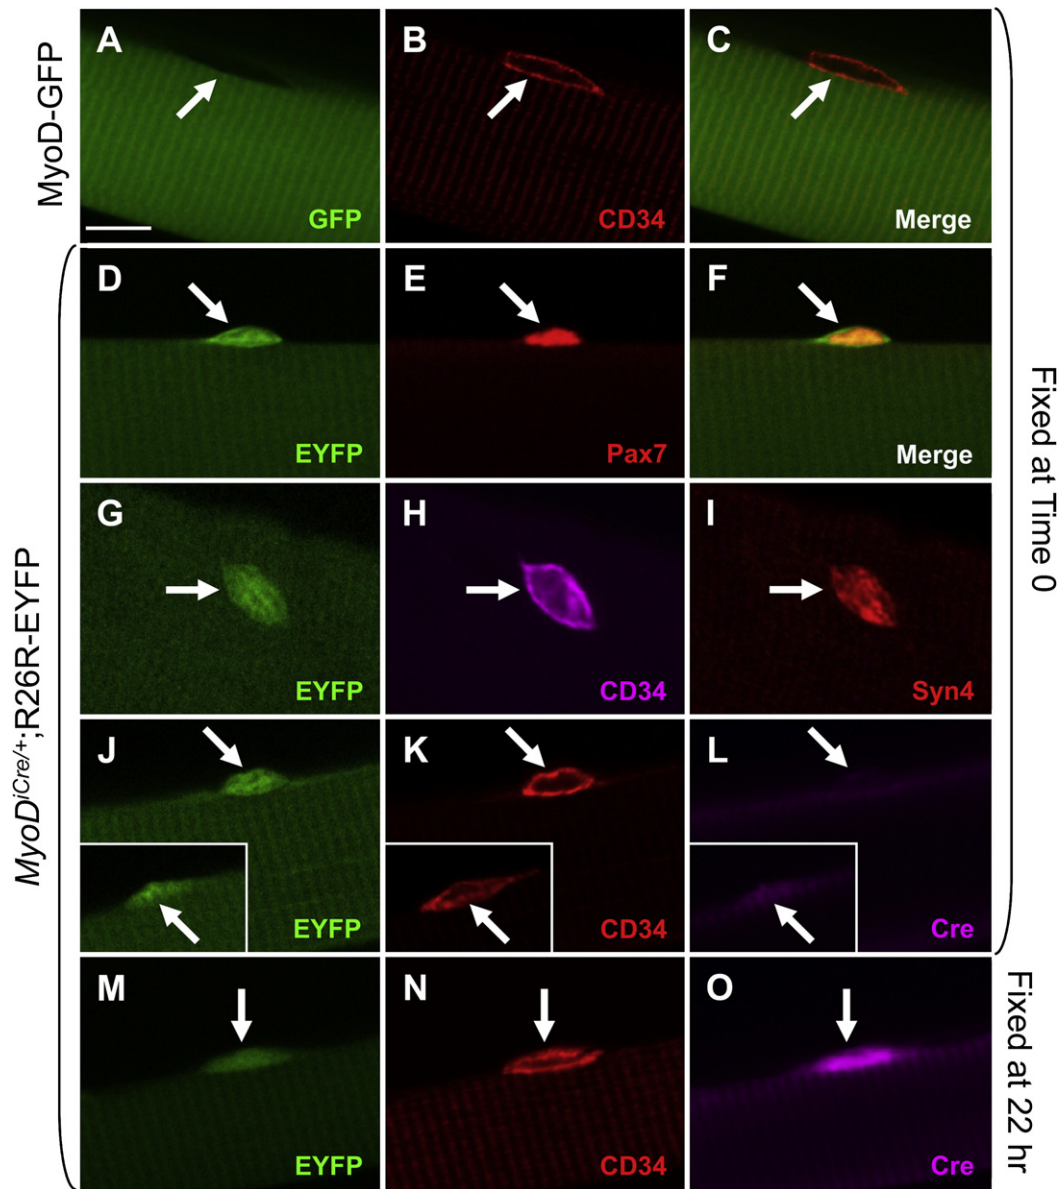 MyoD-GFP
A
GFP
B
CD34
C
Merge
D
EYFP
E
Pax7
F
Merge
G
EYFP
H
CD34
I
Syn4
J
EYFP
K
CD34
L
Cre
M
EYFP
N
CD34
O
Cre
MyoDiCre/+;R26R-EYFP
Fixed at Time 0
Fixed at 22 hr